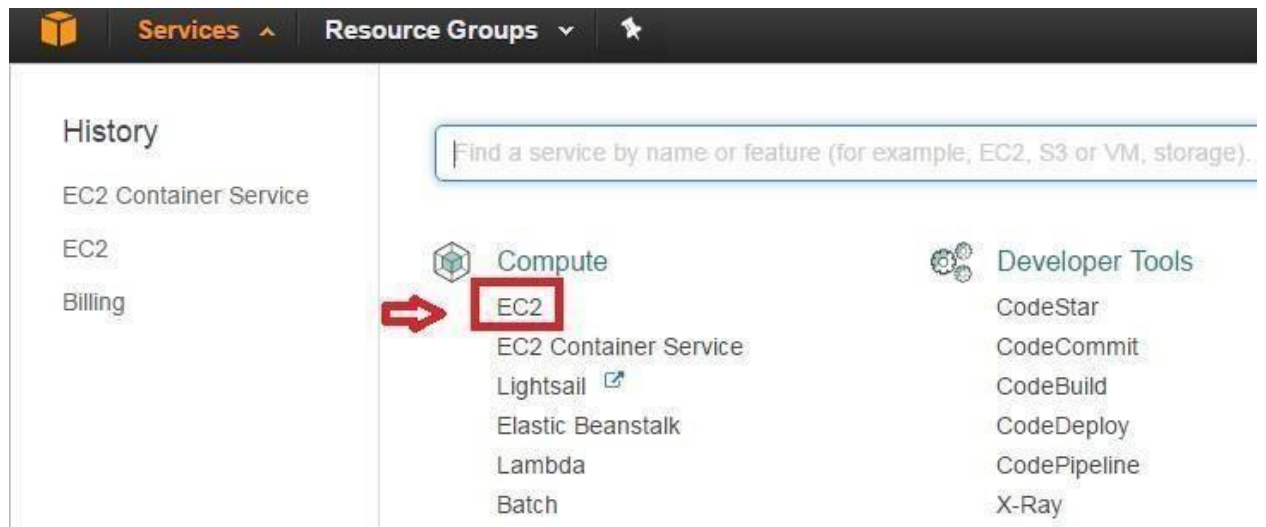 Services Resource Groups
History
EC2 Container Service
EC2
Billing
Find a service by name or feature (for example, EC2, S3 or VM, storage).
Compute
EC2
EC2 Container Service
Lightsail
Elastic Beanstalk
Lambda
Batch
Developer Tools
CodeStar
CodeCommit
CodeBuild
CodeDeploy
CodePipeline
X-Ray